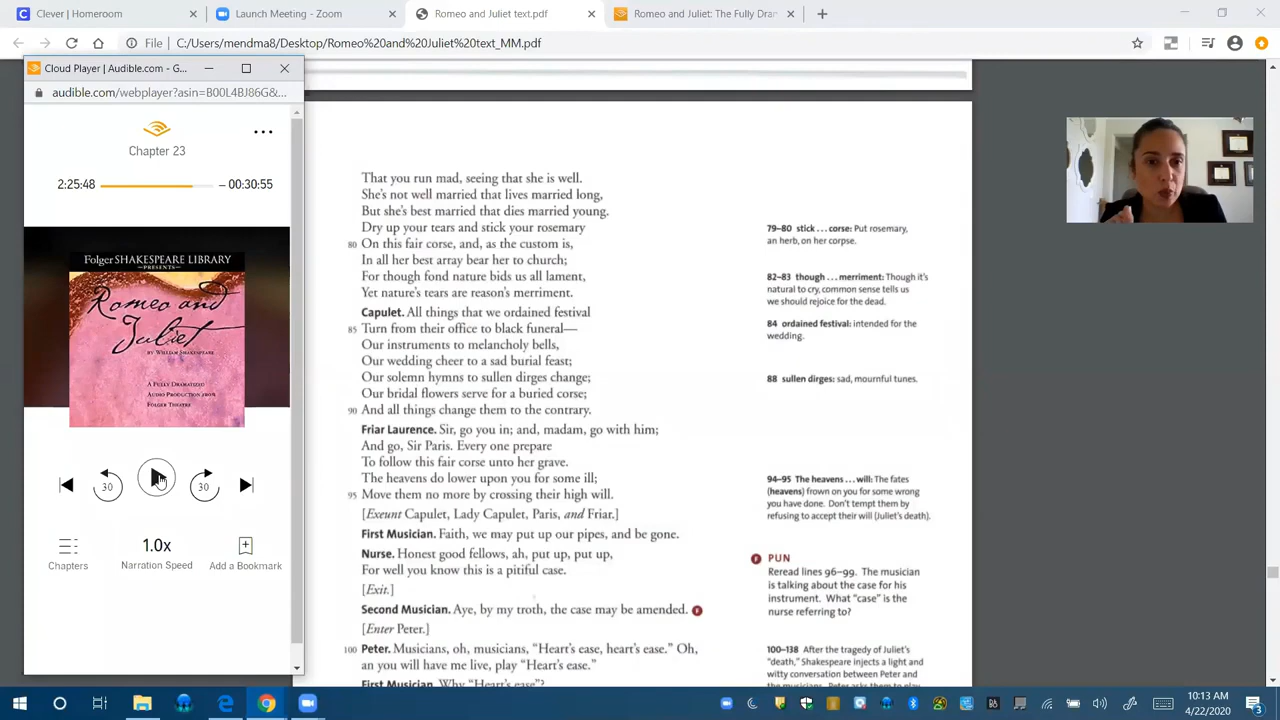 Clever | Homeroom
Launch Meeting - Zoom
Romeo and Juliet text.pdf
Romeo and Juliet: The Fully Dra
File | C:/Users/mendma8/Desktop/Romeo%20and%20Juliet%20text_MM.pdf
Cloud Player | Audible.com - G...
audible.com/webplayer?asin=B00L4BJ86G&...
Chapter 23
2:25:48
– 00:30:55
Folger SHAKESPEARE LIBRARY
PRESENTS
Romeo and
Juliet
BY WILLIAM SHAKESPEARE
A FULLY DRAMATIZED
AUDIO PRODUCTION FROM
FOLGER THEATRE
30
30
1.0x
Chapters
Narration Speed
Add a Bookmark
That you run mad, seeing that she is well.
She's not well married that lives married long,
But she's best married that dies married young.
Dry up your tears and stick your rosemary
80 On this fair corse, and, as the custom is,
In all her best array bear her to church;
For though fond nature bids us all lament,
Yet nature's tears are reason's merriment.
Capulet. All things that we ordained festival
85 Turn from their office to black funeral—
Our instruments to melancholy bells,
Our wedding cheer to a sad burial feast;
Our solemn hymns to sullen dirges change;
Our bridal flowers serve for a buried corse;
90 And all things change them to the contrary.
Friar Laurence. Sir, go you in; and, madam, go with him;
And go, Sir Paris. Every one prepare
To follow this fair corse unto her grave.
The heavens do lower upon you for some ill;
95 Move them no more by crossing their high will.
[Exeunt Capulet, Lady Capulet, Paris, and Friar.]
First Musician. Faith, we may put up our pipes, and be gone.
Nurse. Honest good fellows, ah, put up, put up,
For well you know this is a pitiful case.
[Exit.]
Second Musician. Aye, by my troth, the case may be amended.
[Enter Peter.]
100 Peter. Musicians, oh, musicians, "Heart's ease, heart's ease." Oh,
an you will have me live, play "Heart's ease."
First Musician. Why "Heart's ease"?
79–80 stick . . . corse: Put rosemary,
an herb, on her corpse.
82–83 though . . . merriment: Though it's
natural to cry, common sense tells us
we should rejoice for the dead.
84 ordained festival: intended for the
wedding.
88 sullen dirges: sad, mournful tunes.
94–95 The heavens . . . will: The fates
(heavens) frown on you for some wrong
you have done. Don't tempt them by
refusing to accept their will (Juliet's death).
PUN
Reread lines 96–99. The musician
is talking about the case for his
instrument. What "case" is the
nurse referring to?
100–138 After the tragedy of Juliet's
"death," Shakespeare injects a light and
witty conversation between Peter and
the musicians. Peter asks them to play
10:13 AM
4/22/2020